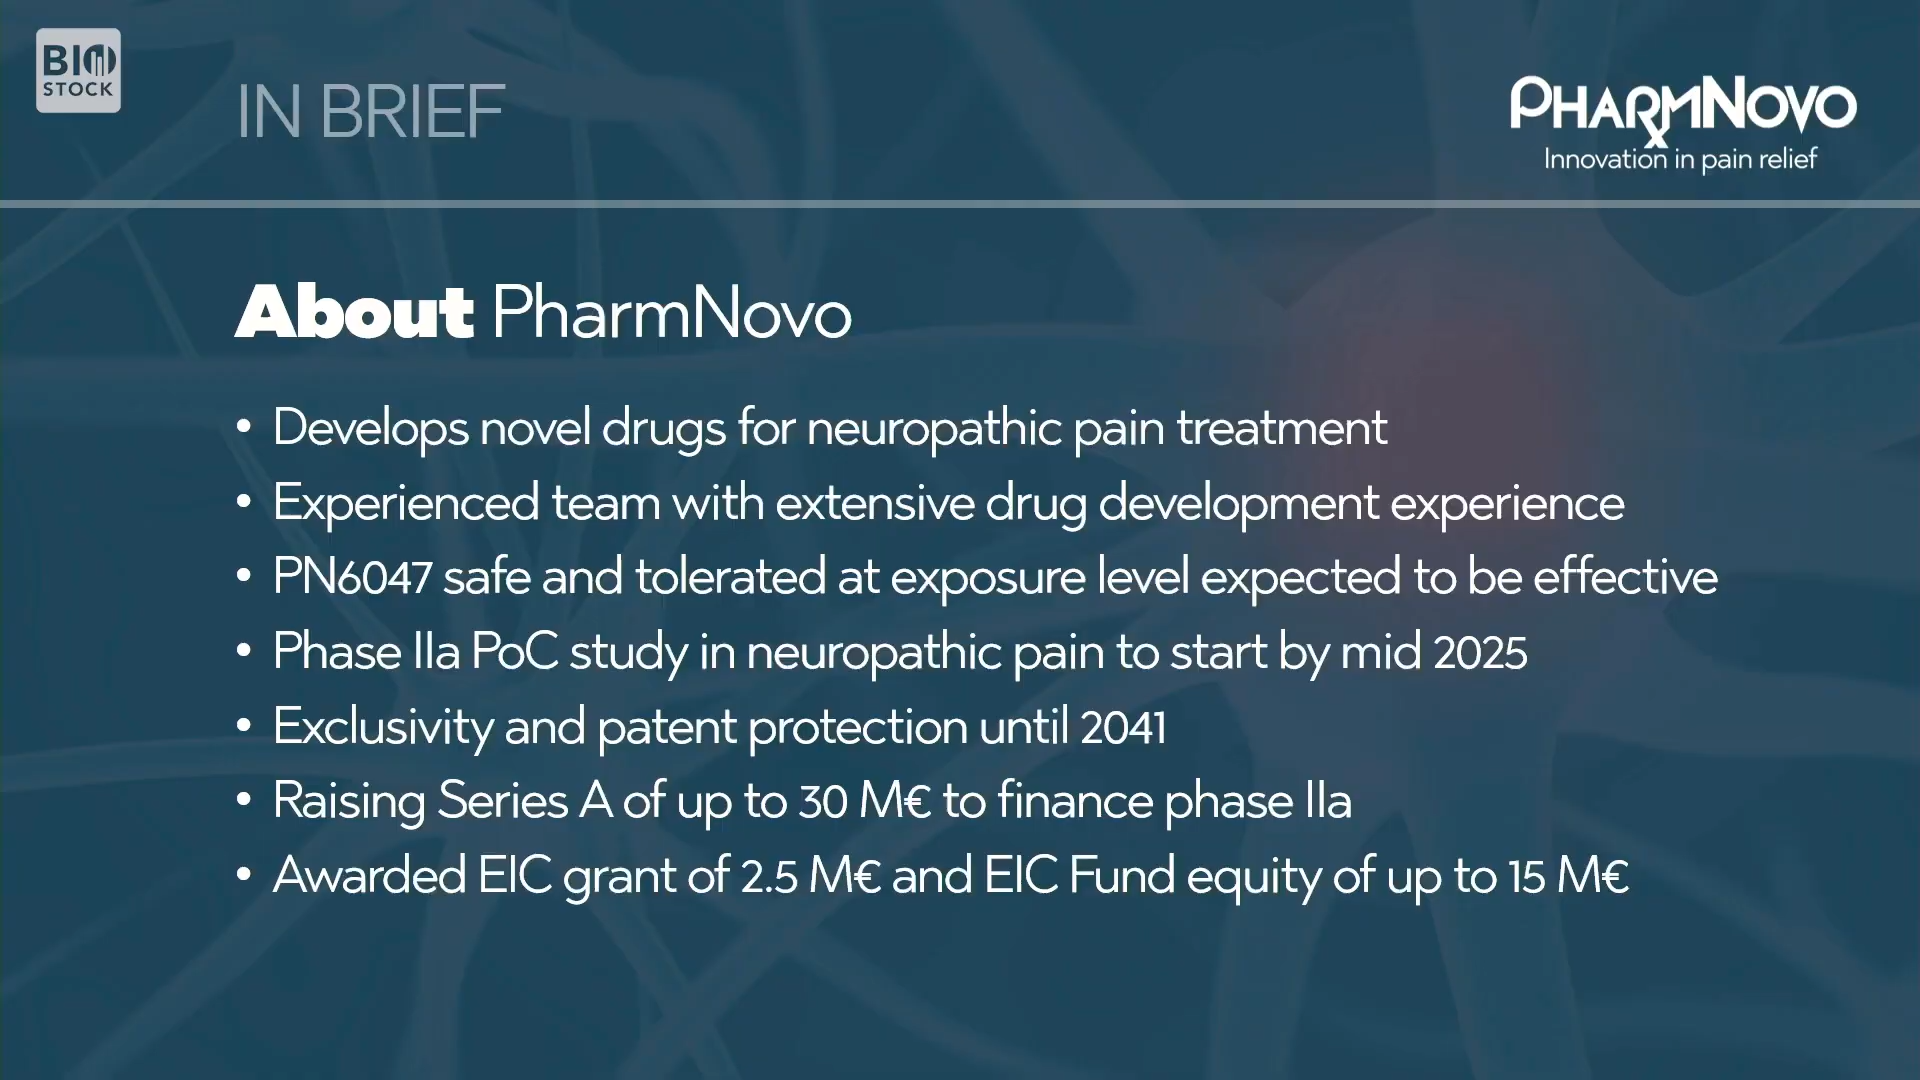 BIO
STOCK
IN BRIEF
PHARMNOVO
Innovation in pain relief
About PharmNovo
• Develops novel drugs for neuropathic pain treatment
• Experienced team with extensive drug development experience
• PN6047 safe and tolerated at exposure level expected to be effective
• Phase IIa PoC study in neuropathic pain to start by mid 2025
• Exclusivity and patent protection until 2041
• Raising Series A of up to 30 M€ to finance phase IIa
• Awarded EIC grant of 2.5 M€ and EIC Fund equity of up to 15 M€